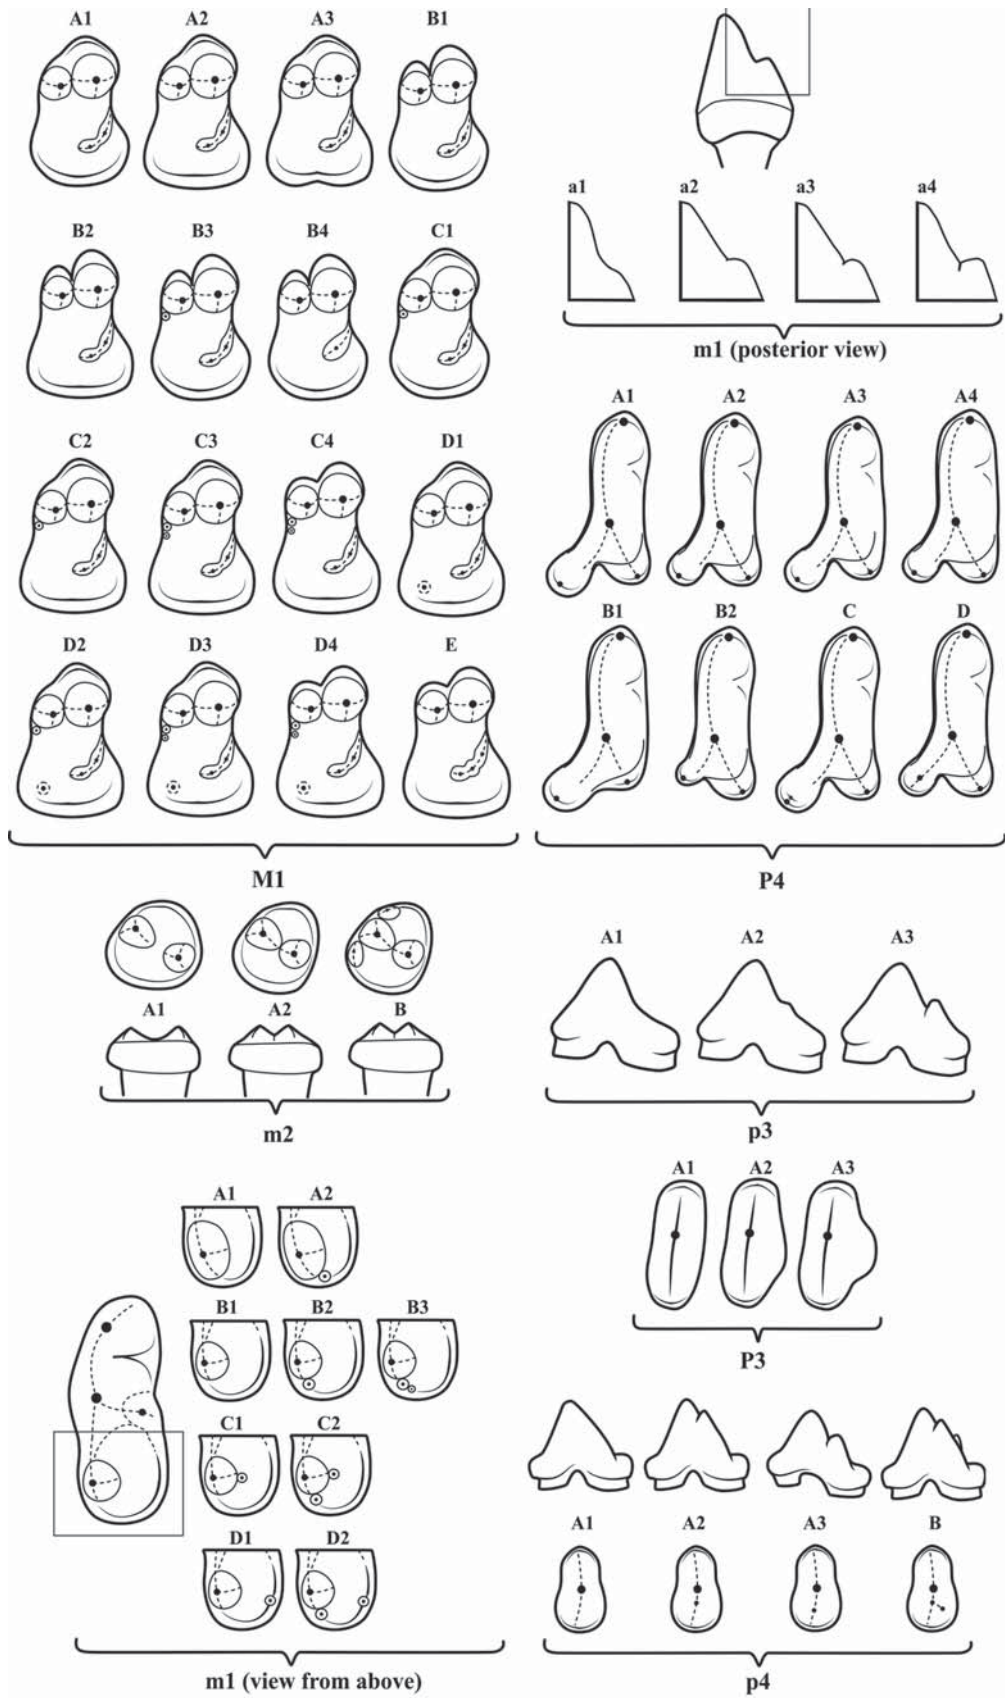 A1 A2 A3 B1
B2 B3 B4 C1
C2 C3 C4 D1
D2 D3 D4 E
M1
a1 a2 a3 a4
m1 (posterior view)
A1 A2 A3 A4
B1 B2 C D
P4
A1 A2 B
m2
A1 A2 A3
p3
A1 A2
B1 B2 B3
C1 C2
D1 D2
m1 (view from above)
A1 A2 A3
P3
A1 A2 A3 B
p4